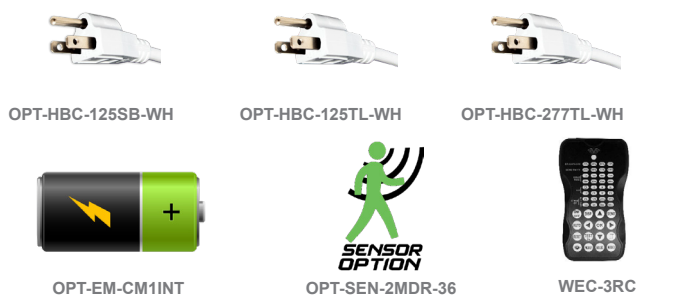 OPT-HBC-125SB-WH OPT-HBC-125TL-WH OPT-HBC-277TL-WH
+
SENSOR
OPTION
OPT-EM-CM1INT OPT-SEN-2MDR-36 WEC-3RC